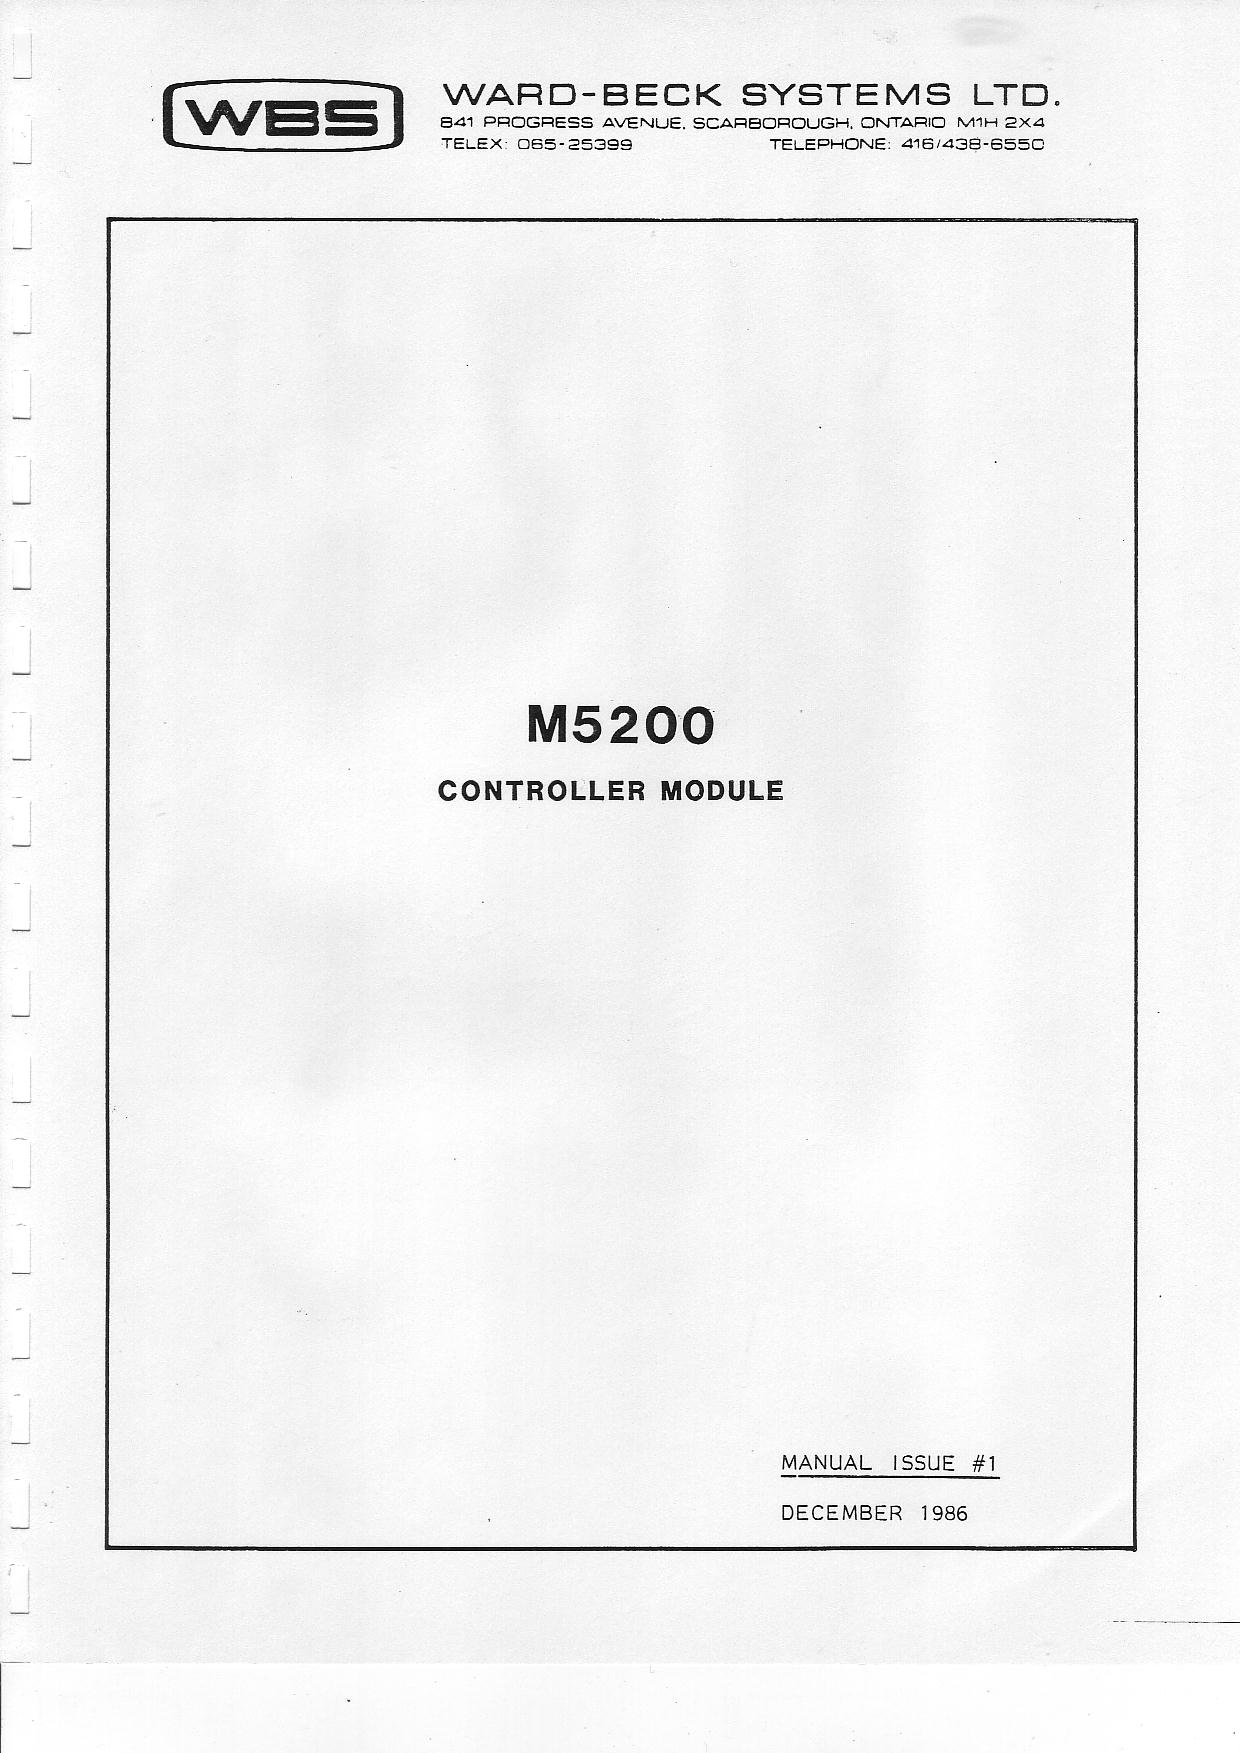 WBS
WARD-BECK SYSTEMS LTD.
841 PROGRESS AVENUE, SCARBOROUGH, ONTARIO M1H 2X4
TELEX: 065-25399 TELEPHONE: 416/438-6550
M5200
CONTROLLER MODULE
MANUAL ISSUE #1
DECEMBER 1986